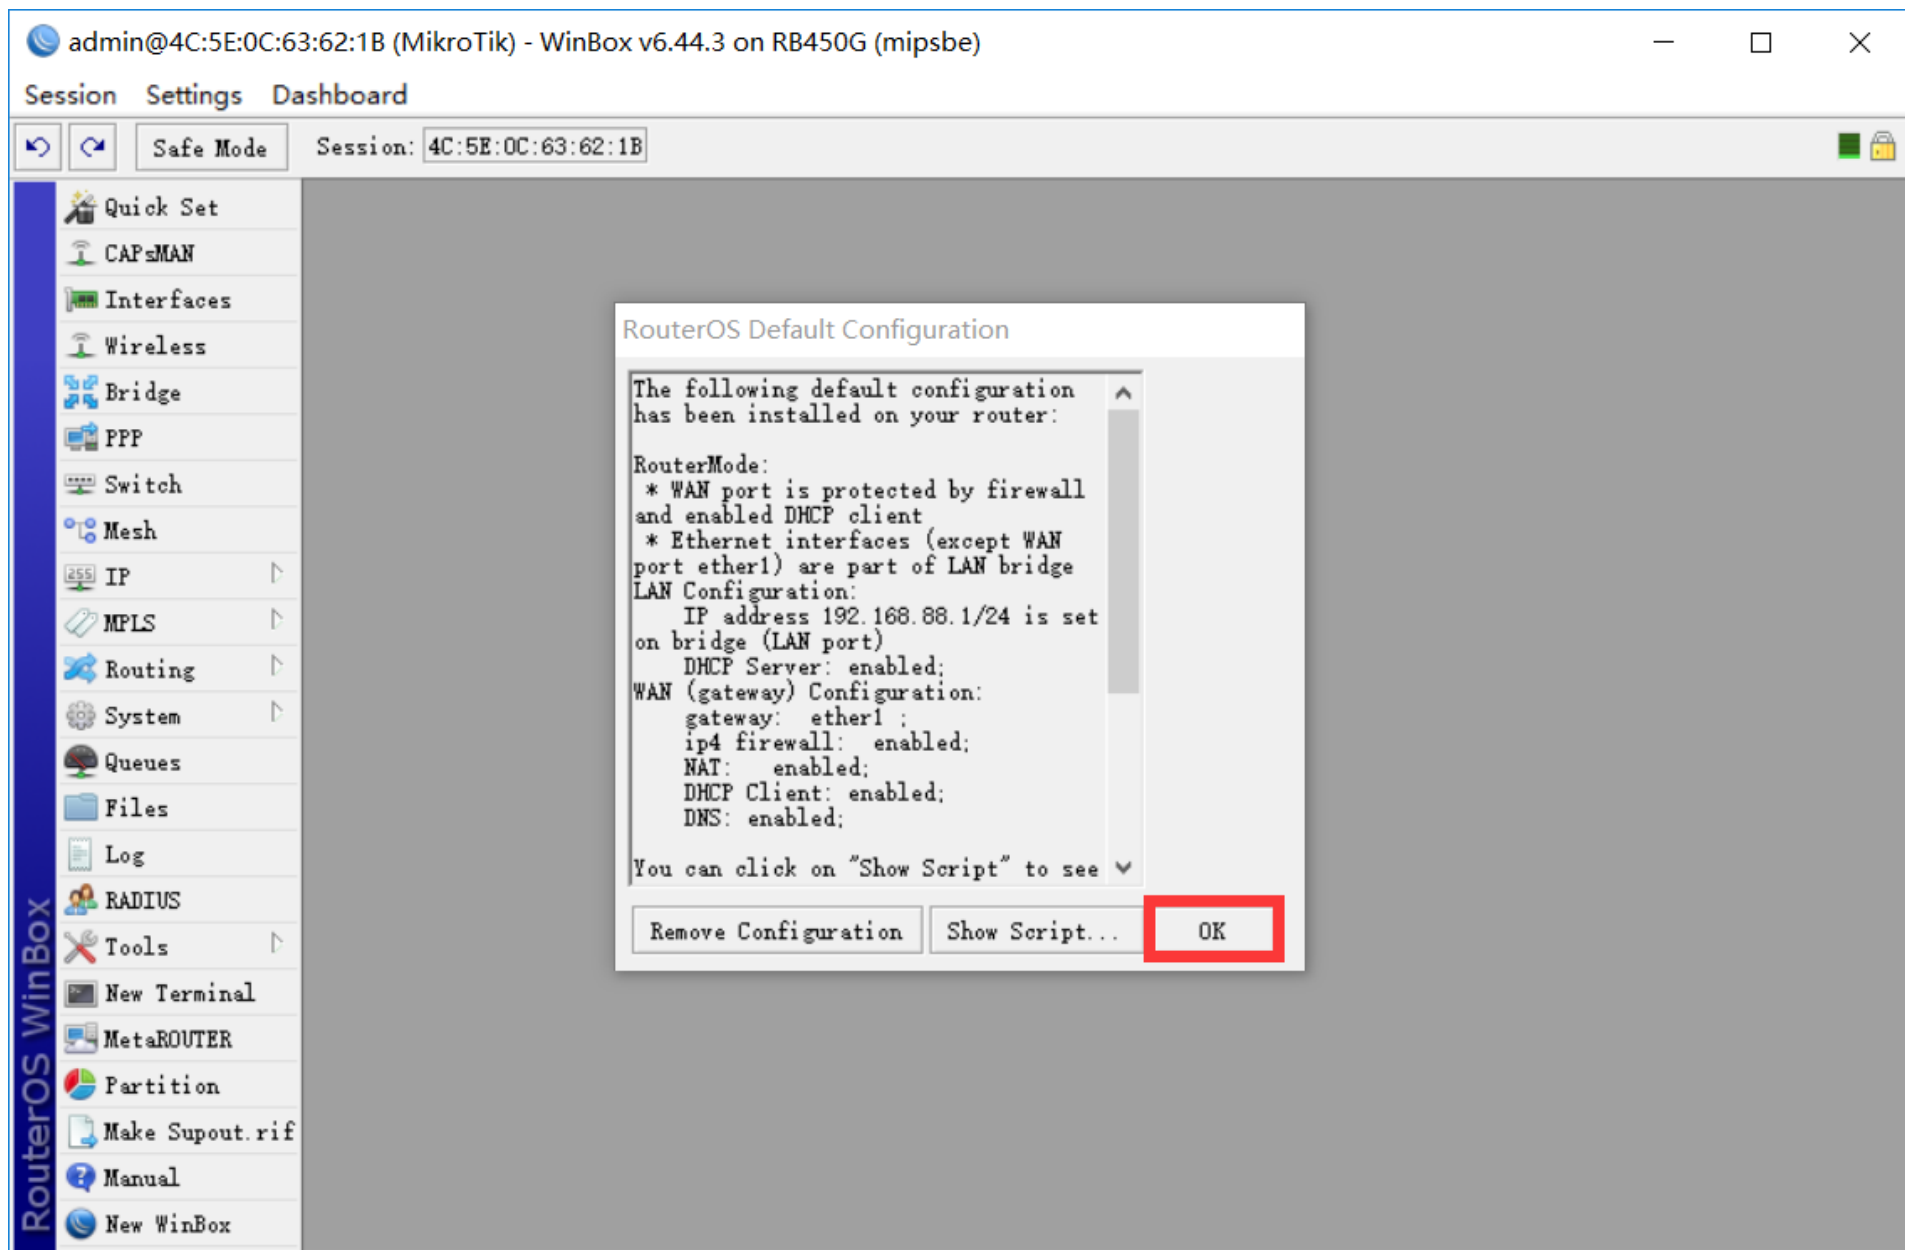 admin@4C:5E:0C:63:62:1B (MikroTik) - WinBox v6.44.3 on RB450G (mipsbe)
Session Settings Dashboard
Safe Mode Session: 4C:5E:0C:63:62:1B
Quick Set
CAPsMAN
Interfaces
Wireless
Bridge
PPP
Switch
Mesh
255 IP
MPLS
Routing
System
Queues
Files
Log
RADIUS
Tools
New Terminal
MetaROUTER
Partition
Make Supout.rif
Manual
New WinBox
RouterOS WinBox
RouterOS Default Configuration
The following default configuration
has been installed on your router:
RouterMode:
* WAN port is protected by firewall
and enabled DHCP client
* Ethernet interfaces (except WAN
port ether1) are part of LAN bridge
LAN Configuration:
IP address 192.168.88.1/24 is set
on bridge (LAN port)
DHCP Server: enabled;
WAN (gateway) Configuration:
gateway: ether1 ;
ip4 firewall: enabled;
NAT: enabled;
DHCP Client: enabled;
DNS: enabled;
You can click on "Show Script" to see
Remove Configuration Show Script... OK